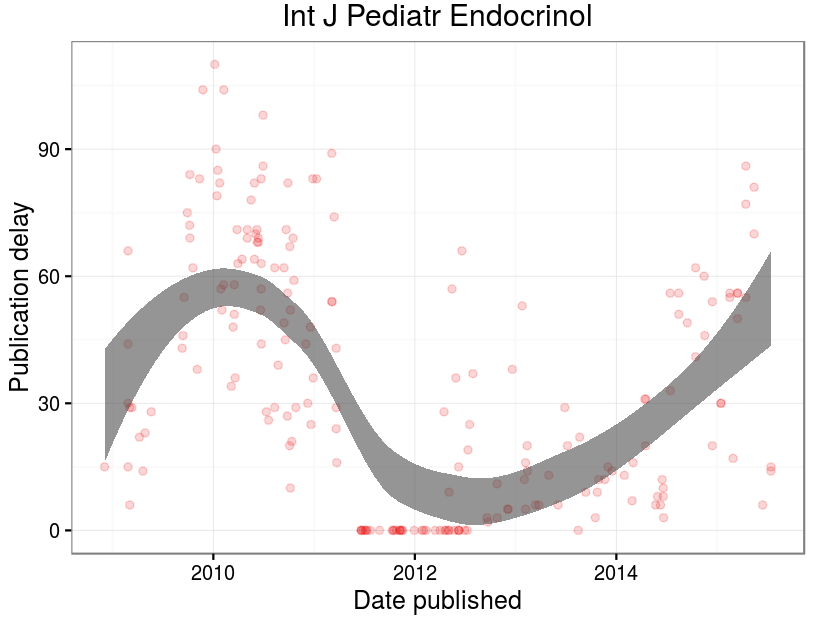 Int J Pediatr Endocrinol
Publication delay
90
60
30
0
2010 2012 2014
Date published